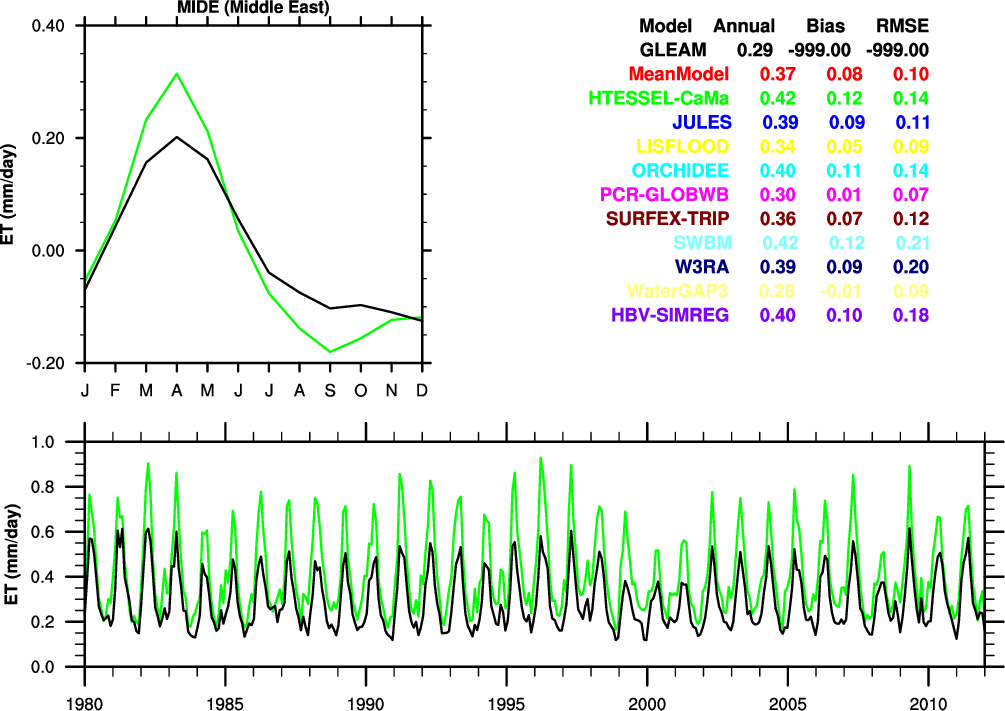 MIDE (Middle East)
0.40
0.20
0.00
-0.20
ET (mm/day)
J F M A M J J A S O N D
Model Annual Bias RMSE
GLEAM 0.29 -999.00 -999.00
MeanModel 0.37 0.08 0.10
HTESSEL-CaMa 0.42 0.12 0.14
JULES 0.39 0.09 0.11
LISFLOOD 0.34 0.05 0.09
ORCHIDEE 0.40 0.11 0.14
PCR-GLOBWB 0.30 0.01 0.07
SURFEX-TRIP 0.36 0.07 0.12
SWBM 0.42 0.12 0.21
W3RA 0.39 0.09 0.20
WaterGAP3 0.28 -0.01 0.09
HBV-SIMREG 0.40 0.10 0.18
1.0
0.8
0.6
0.4
0.2
0.0
ET (mm/day)
1980 1985 1990 1995 2000 2005 2010